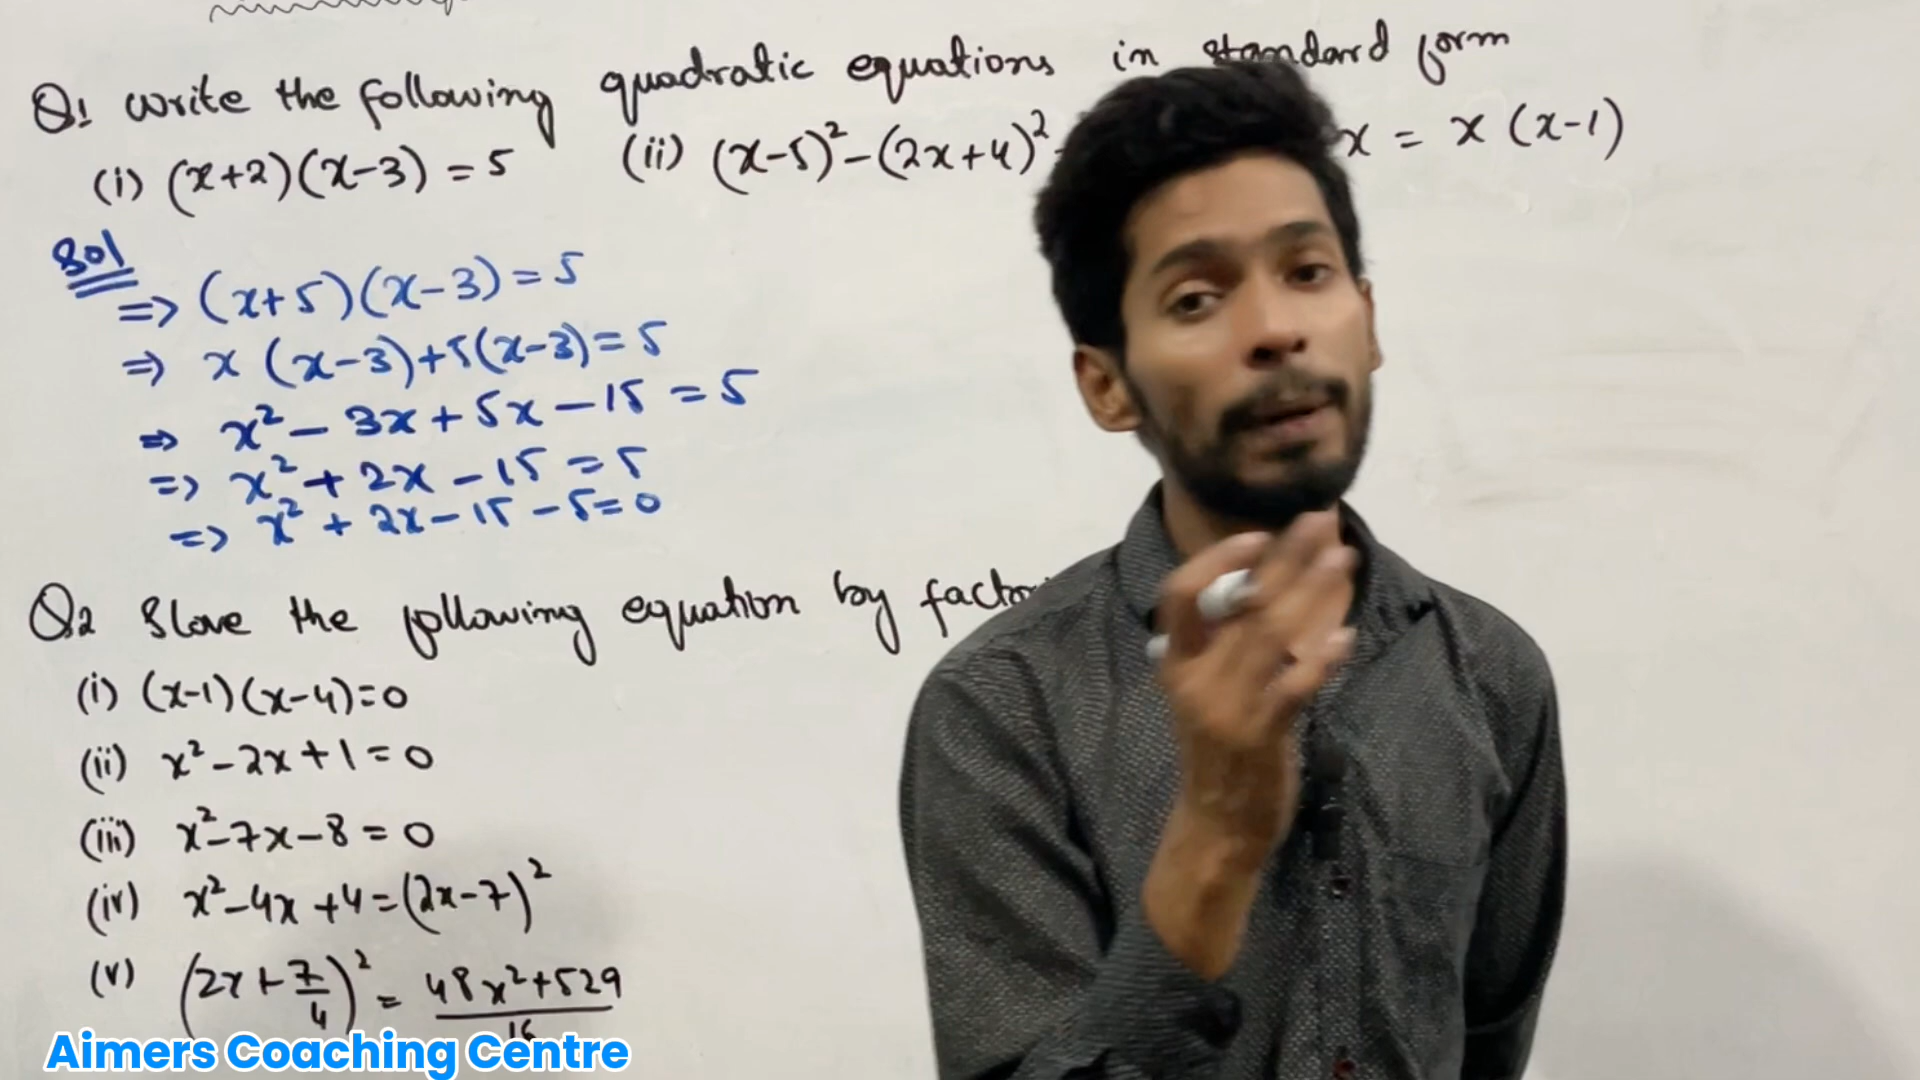 Q1 Write the following quadratic equations in standard form
(i) (x+2)(x-3) = 5 (ii) (x-5)²-(2x+4)² x = x (x-1)
Sol
=> (x+5)(x-3) = 5
=> x (x-3)+5(x-3) = 5
=> x² - 3x + 5x - 15 = 5
=> x² + 2x - 15 = 5
=> x² + 2x - 15 - 5 = 0
Q2 Slove the following equation by
(i) (x-1)(x-4)=0
(ii) x²-2x+1=0
(iii) x²-7x-8=0
(iv) x²-4x+4=(2x-7)²
(v) (2x+7/4)² = 48x²+529/16
Aimers Coaching Centre